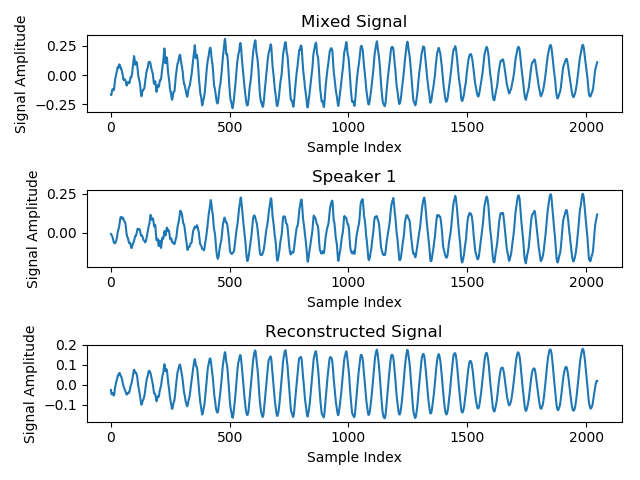 Mixed Signal
Signal Amplitude
0.25
0.00
−0.25
0
500
1000
1500
2000
Sample Index
Speaker 1
Signal Amplitude
0.25
0.00
0
500
1000
1500
2000
Sample Index
Reconstructed Signal
Signal Amplitude
0.2
0.1
0.0
−0.1
0
500
1000
1500
2000
Sample Index